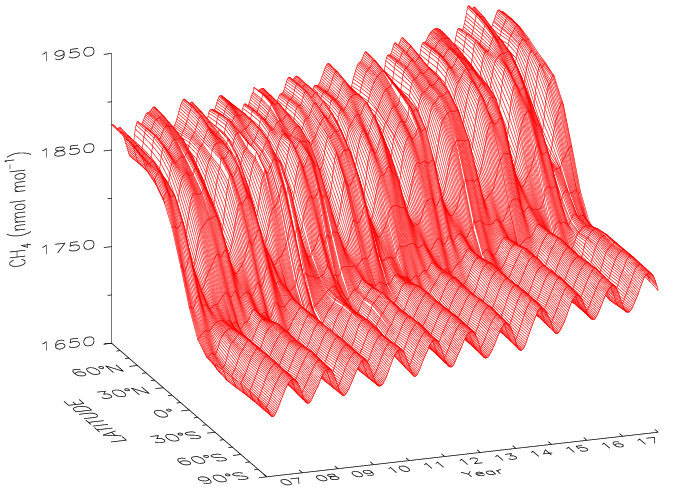 1950
1850
1750
1650
CH₄ (nmol mol⁻¹)
60°N
30°N
0°
30°S
60°S
90°S
LATITUDE
07 08 09 10 11 12 13 14 15 16 17
Year